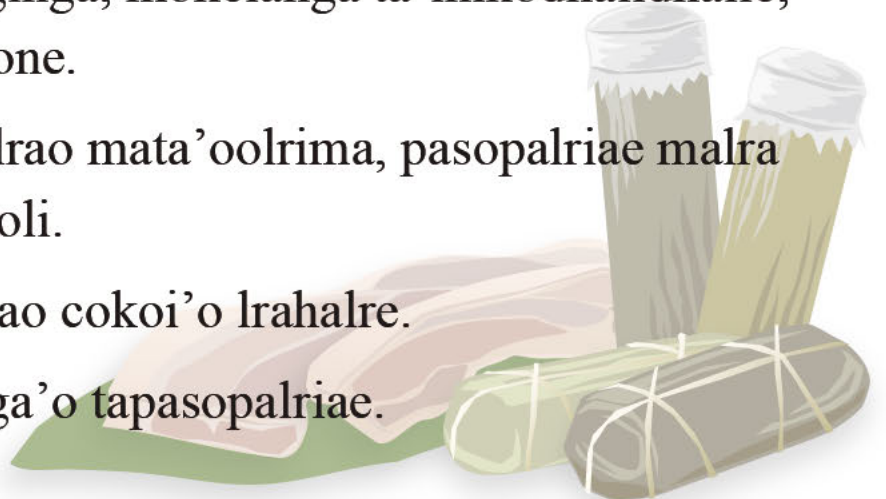 one.
lrao mata’oolrima, pasopalriae malra
oli.
ao cokoi’o lrahalre.
ga’o tapasopalriae.